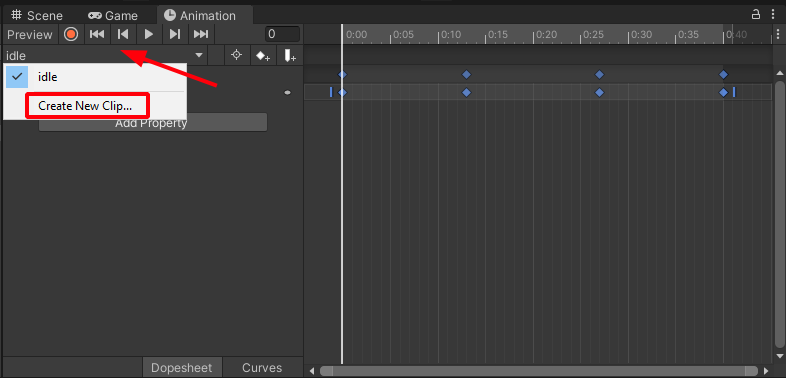 Scene Game Animation
Preview 0 0:00 0:05 0:10 0:15 0:20 0:25 0:30 0:35 0:40
idle
idle
Create New Clip...
Add Property
Dopesheet Curves